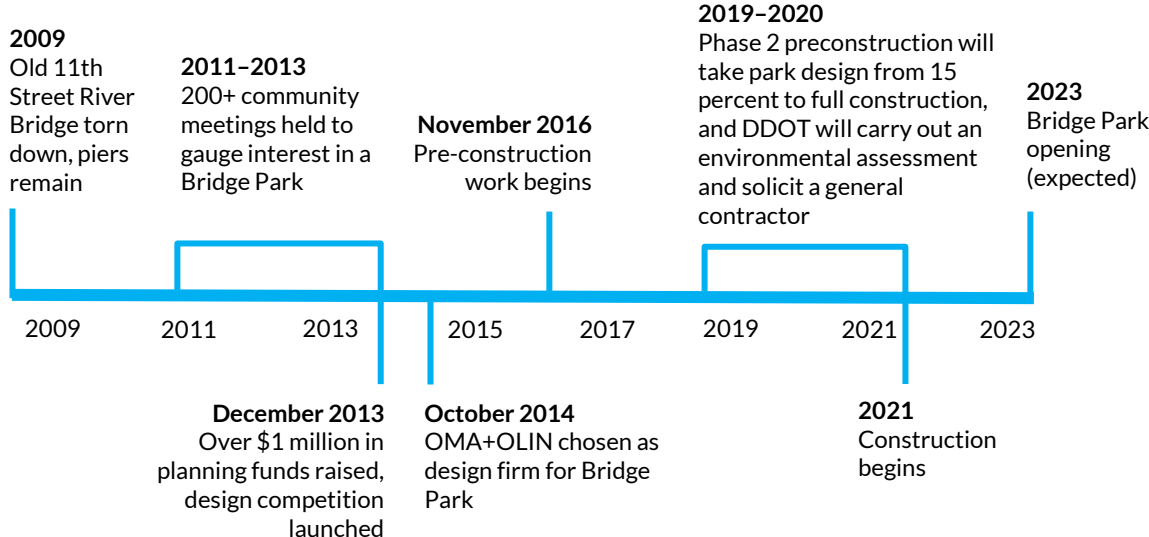 2009
Old 11th
Street River
Bridge torn
down, piers
remain
2011–2013
200+ community
meetings held to
gauge interest in a
Bridge Park
November 2016
Pre-construction
work begins
2019–2020
Phase 2 preconstruction will
take park design from 15
percent to full construction,
and DDOT will carry out an
environmental assessment
and solicit a general
contractor
2023
Bridge Park
opening
(expected)
2009
2011
2013
2015
2017
2019
2021
2023
December 2013
Over $1 million in
planning funds raised,
design competition
launched
October 2014
OMA+OLIN chosen as
design firm for Bridge
Park
2021
Construction
begins